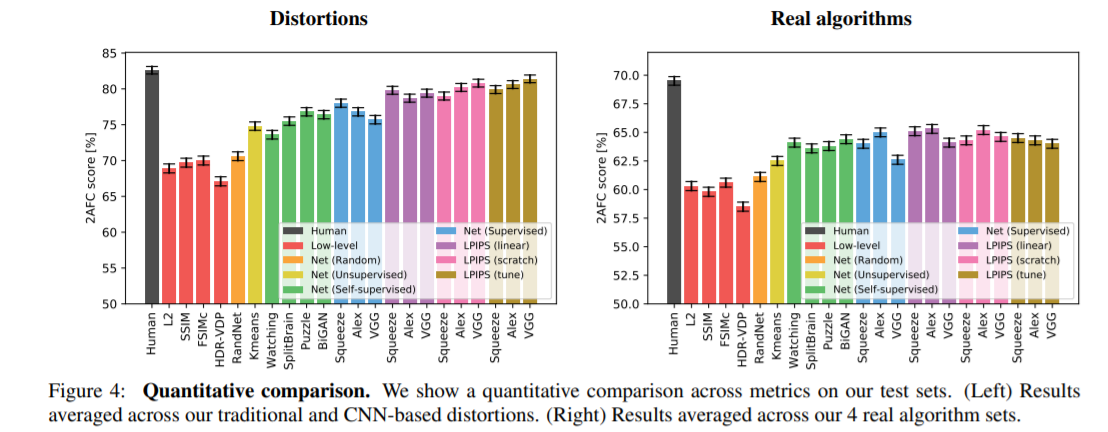 Distortions
Real algorithms
85
80
75
70
65
60
55
50
2AFC score [%]
Human
Low-level
Net (Random)
Net (Unsupervised)
Net (Self-supervised)
Net (Supervised)
LPIPS (linear)
LPIPS (scratch)
LPIPS (tune)
Human
L2
SSIM
FSIMc
HDR-VDP
RandNet
Kmeans
Watching
SplitBrain
Puzzle
BiGAN
Squeeze
Alex
VGG
Squeeze
Alex
VGG
Squeeze
Alex
VGG
Squeeze
Alex
VGG
70.0
67.5
65.0
62.5
60.0
57.5
55.0
52.5
50.0
2AFC score [%]
Human
Low-level
Net (Random)
Net (Unsupervised)
Net (Self-supervised)
Net (Supervised)
LPIPS (linear)
LPIPS (scratch)
LPIPS (tune)
Human
L2
SSIM
FSIMc
HDR-VDP
RandNet
Kmeans
Watching
SplitBrain
Puzzle
BiGAN
Squeeze
Alex
VGG
Squeeze
Alex
VGG
Squeeze
Alex
VGG
Squeeze
Alex
VGG
Figure 4: Quantitative comparison. We show a quantitative comparison across metrics on our test sets. (Left) Results
averaged across our traditional and CNN-based distortions. (Right) Results averaged across our 4 real algorithm sets.